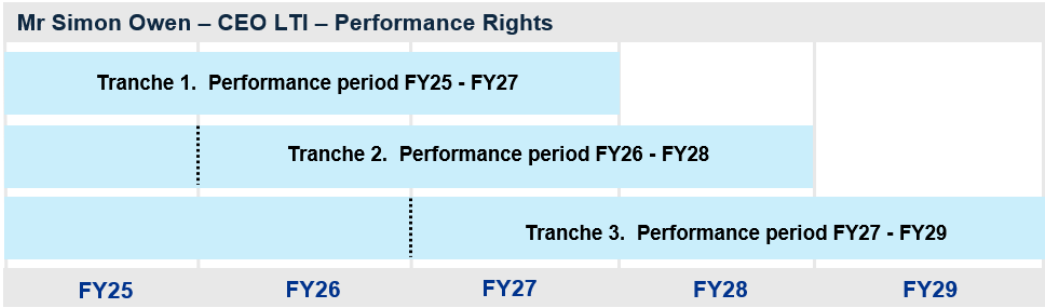 Mr Simon Owen – CEO LTI – Performance Rights
Tranche 1.  Performance period FY25 - FY27
Tranche 2.  Performance period FY26 - FY28
Tranche 3.  Performance period FY27 - FY29
FY25 FY26 FY27 FY28 FY29